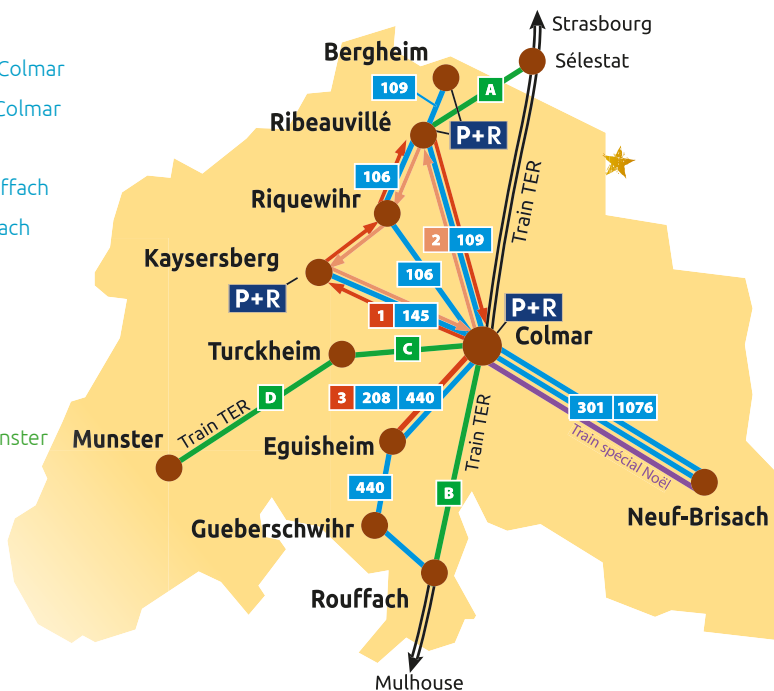 Strasbourg
Bergheim
Sélestat
Colmar
109
A
Colmar
Ribeauvillé
P+R
106
ffach
Riquewihr
Train TER
ach
2 109
Kaysersberg
106
P+R
P+R
1 145
Colmar
Turckheim
C
D
3 208 440
301 1076
Train TER
Train TER
Train spécial Noël
nster
Munster
Eguisheim
440
B
Neuf-Brisach
Gueberschwihr
Rouffach
Mulhouse